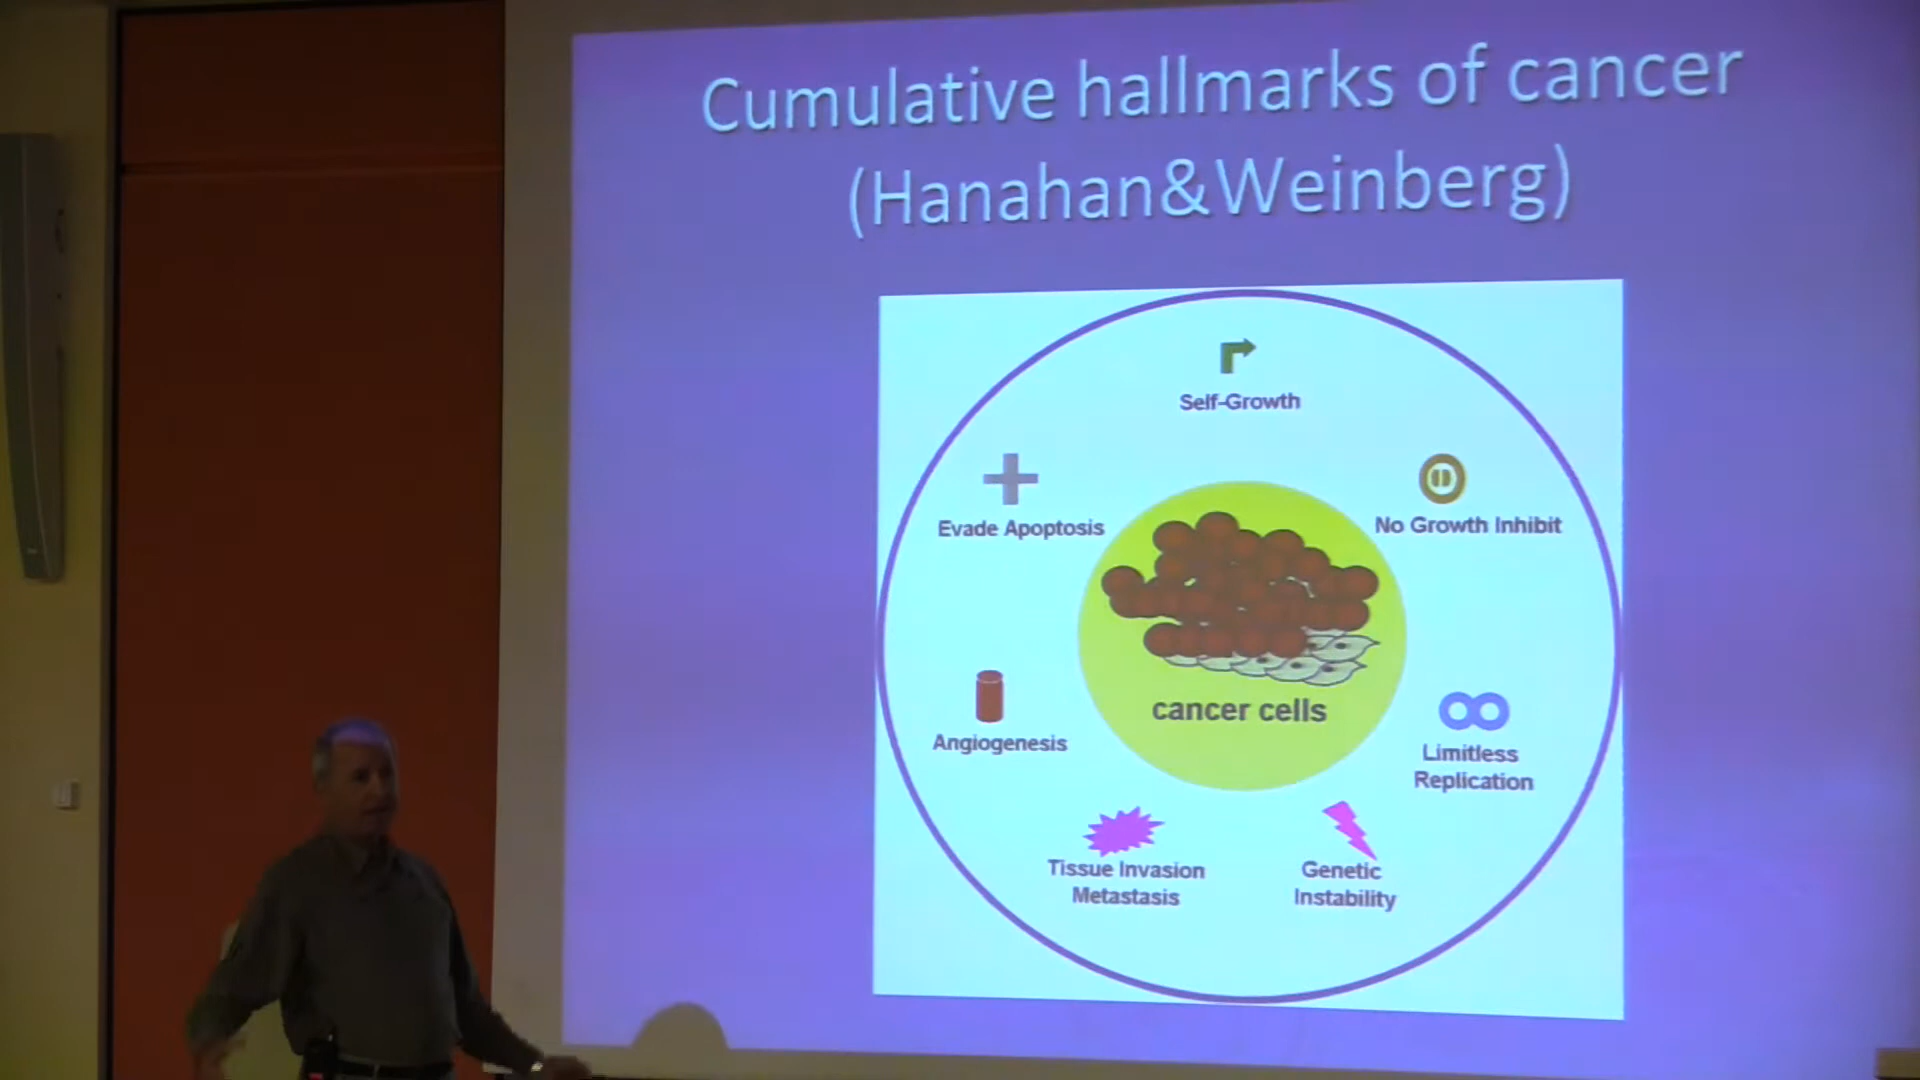 Cumulative hallmarks of cancer
(Hanahan&Weinberg)
Self-Growth
Evade Apoptosis
No Growth Inhibit
cancer cells
Angiogenesis
Limitless
Replication
Tissue Invasion
Metastasis
Genetic
Instability